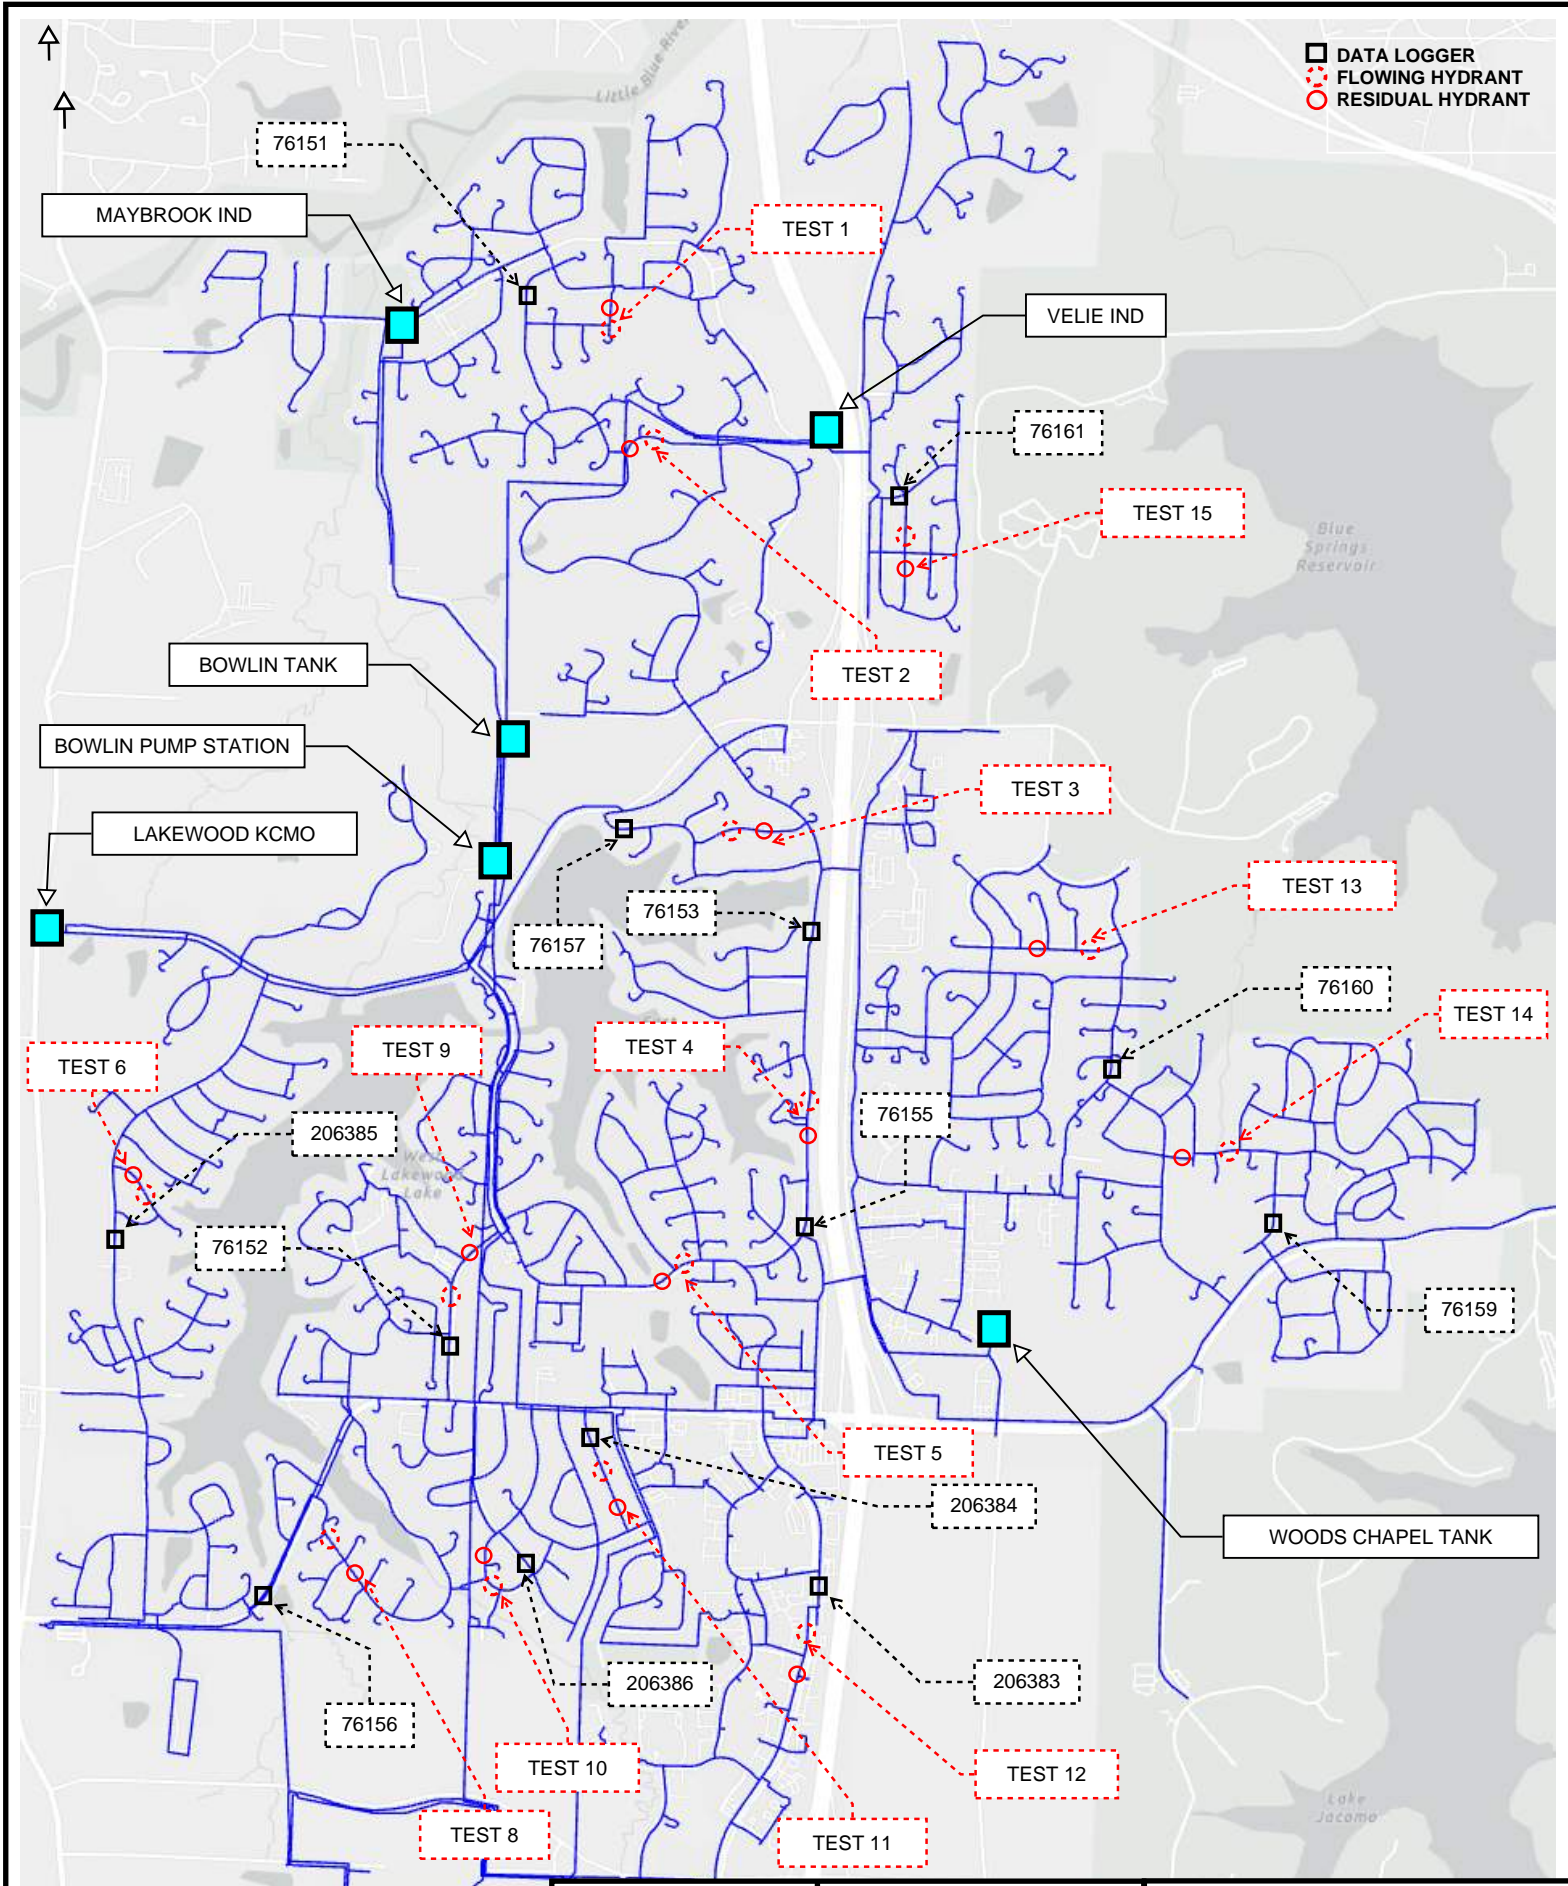 DATA LOGGER
FLOWING HYDRANT
RESIDUAL HYDRANT
Little Blue River
76151
MAYBROOK IND
TEST 1
VELIE IND
76161
TEST 15
Blue
Springs
Reservoir
BOWLIN TANK
TEST 2
BOWLIN PUMP STATION
TEST 3
LAKEWOOD KCMO
TEST 13
76153
76157
76160
TEST 14
TEST 9
TEST 4
East
TEST 6
76155
206385
West
Lakewood
Lake
76152
76159
TEST 5
206384
WOODS CHAPEL TANK
206386
206383
76156
TEST 10
TEST 12
Lake
Jacomo
TEST 8
TEST 11